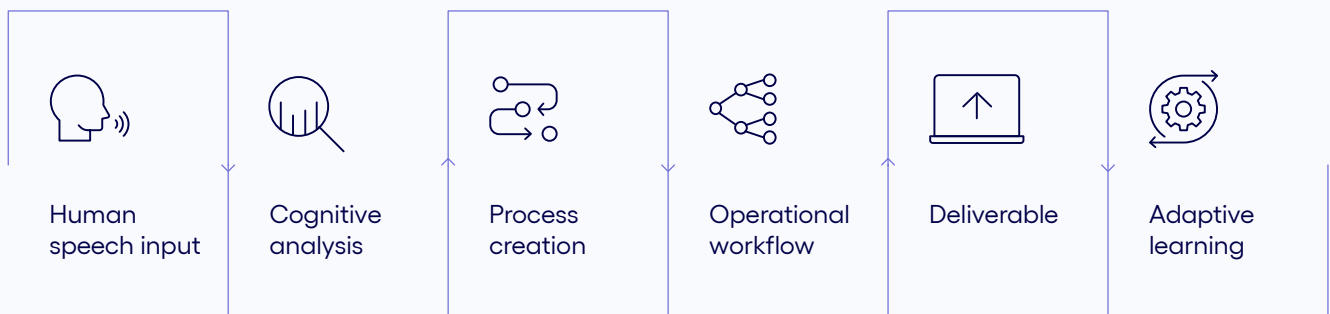 Human
speech input
Cognitive
analysis
Process
creation
Operational
workflow
Deliverable
Adaptive
learning